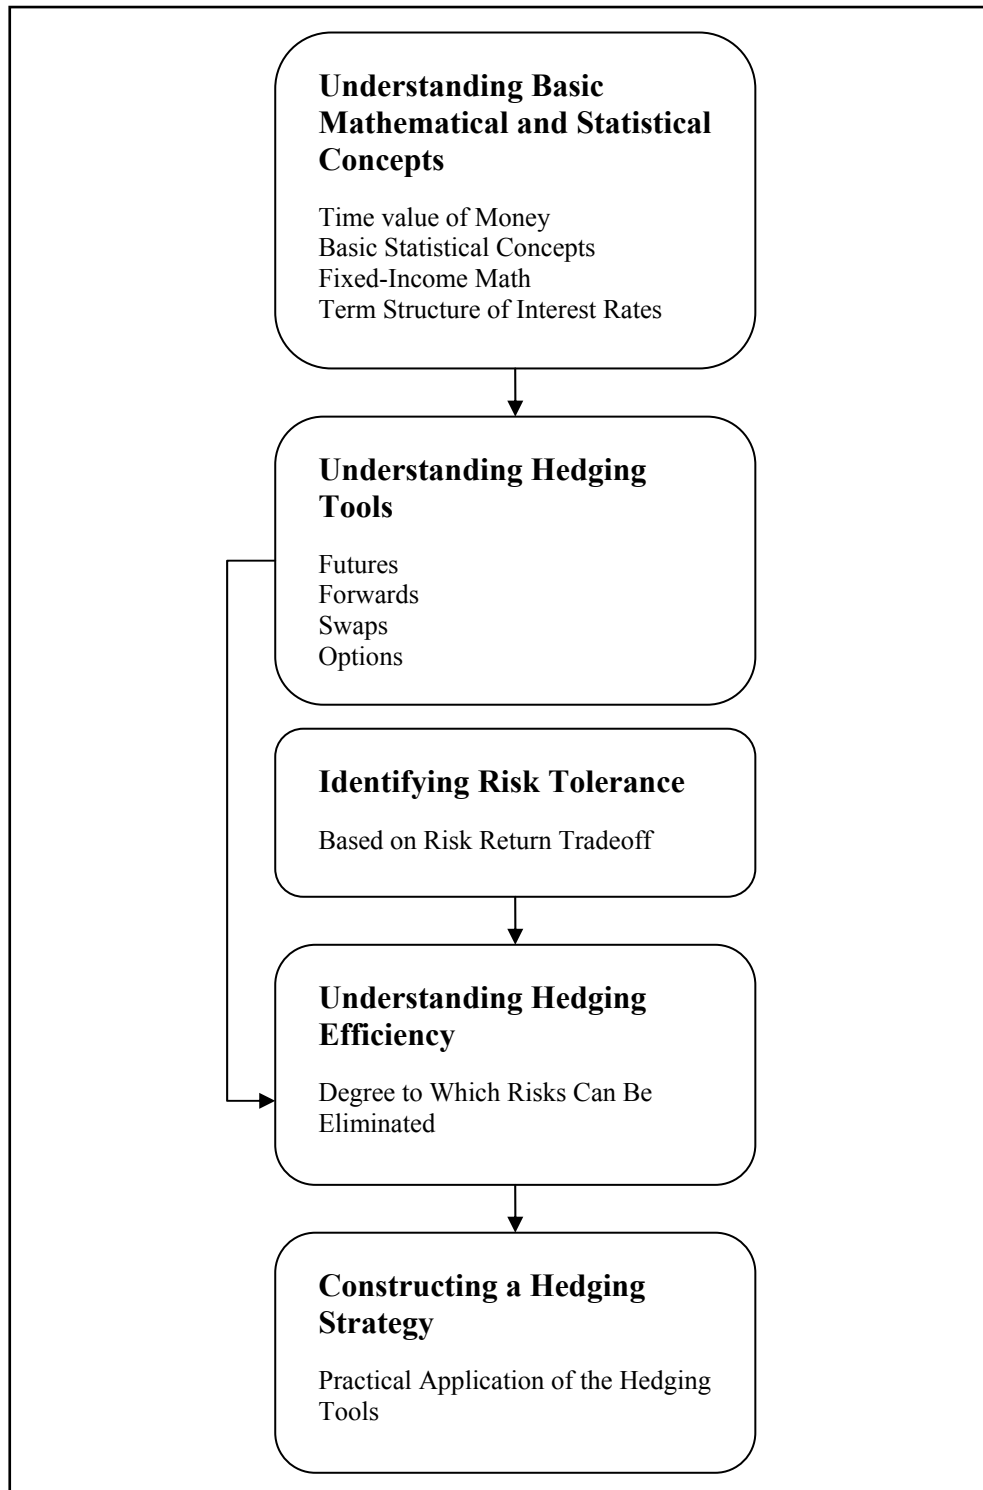 Understanding Basic
Mathematical and Statistical
Concepts
Time value of Money
Basic Statistical Concepts
Fixed-Income Math
Term Structure of Interest Rates
Understanding Hedging
Tools
Futures
Forwards
Swaps
Options
Identifying Risk Tolerance
Based on Risk Return Tradeoff
Understanding Hedging
Efficiency
Degree to Which Risks Can Be
Eliminated
Constructing a Hedging
Strategy
Practical Application of the Hedging
Tools